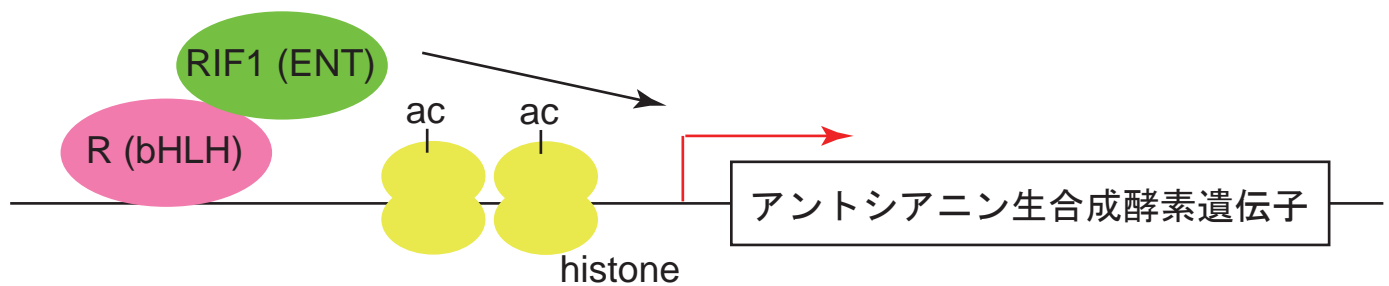 RIF1 (ENT)
R (bHLH)
ac
ac
アントシアニン生合成酵素遺伝子
histone